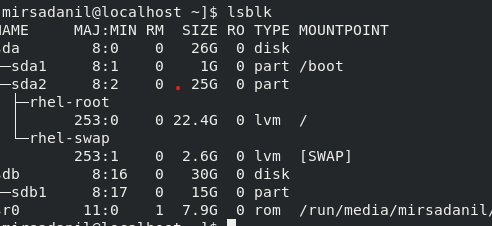 mirsadanil@localhost ~]$ lsblk
NAME MAJ:MIN RM SIZE RO TYPE MOUNTPOINT
sda 8:0 0 26G 0 disk
─sda1 8:1 0 1G 0 part /boot
─sda2 8:2 0 25G 0 part
├─rhel-root
253:0 0 22.4G 0 lvm /
└─rhel-swap
253:1 0 2.6G 0 lvm [SWAP]
sdb 8:16 0 30G 0 disk
─sdb1 8:17 0 15G 0 part
sr0 11:0 1 7.9G 0 rom /run/media/mirsadanil/
mirsadanil@localhost ~]$